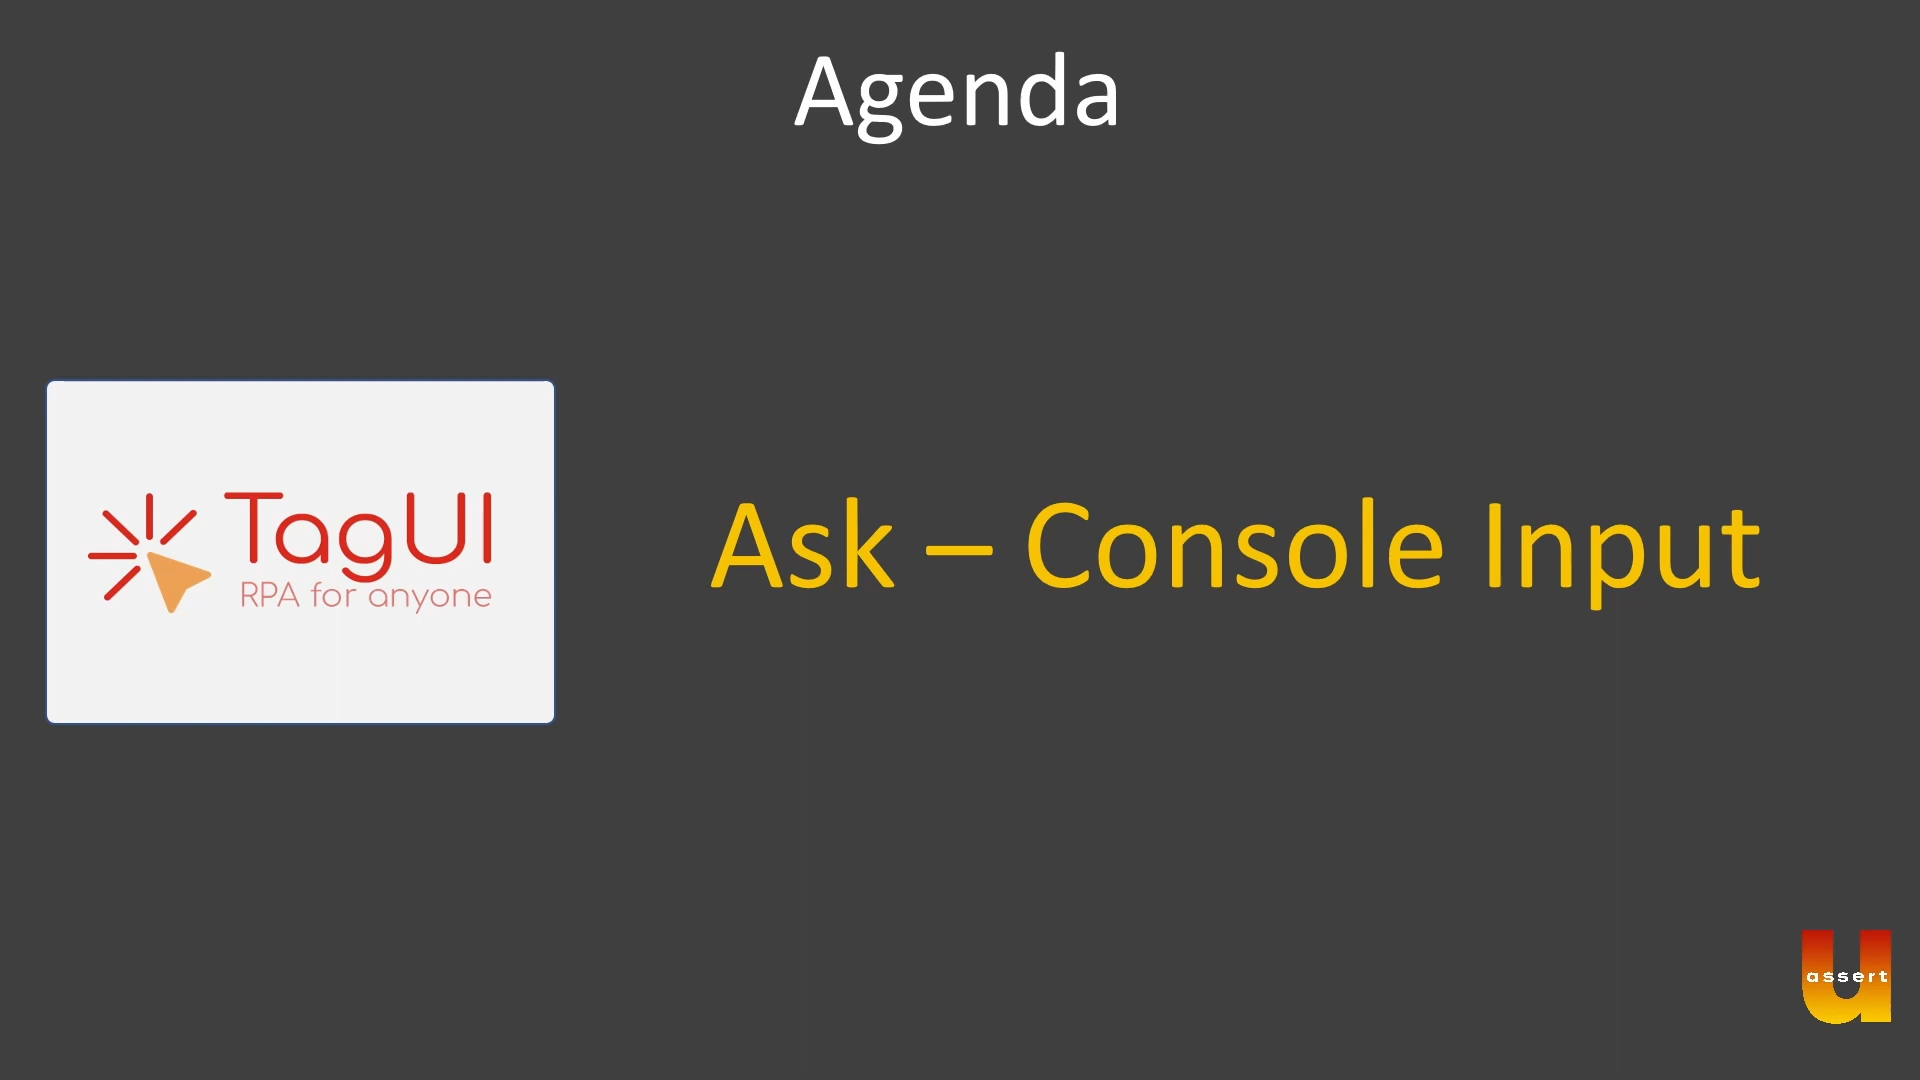 Agenda
TagUI
RPA for anyone
Ask – Console Input
assert
u